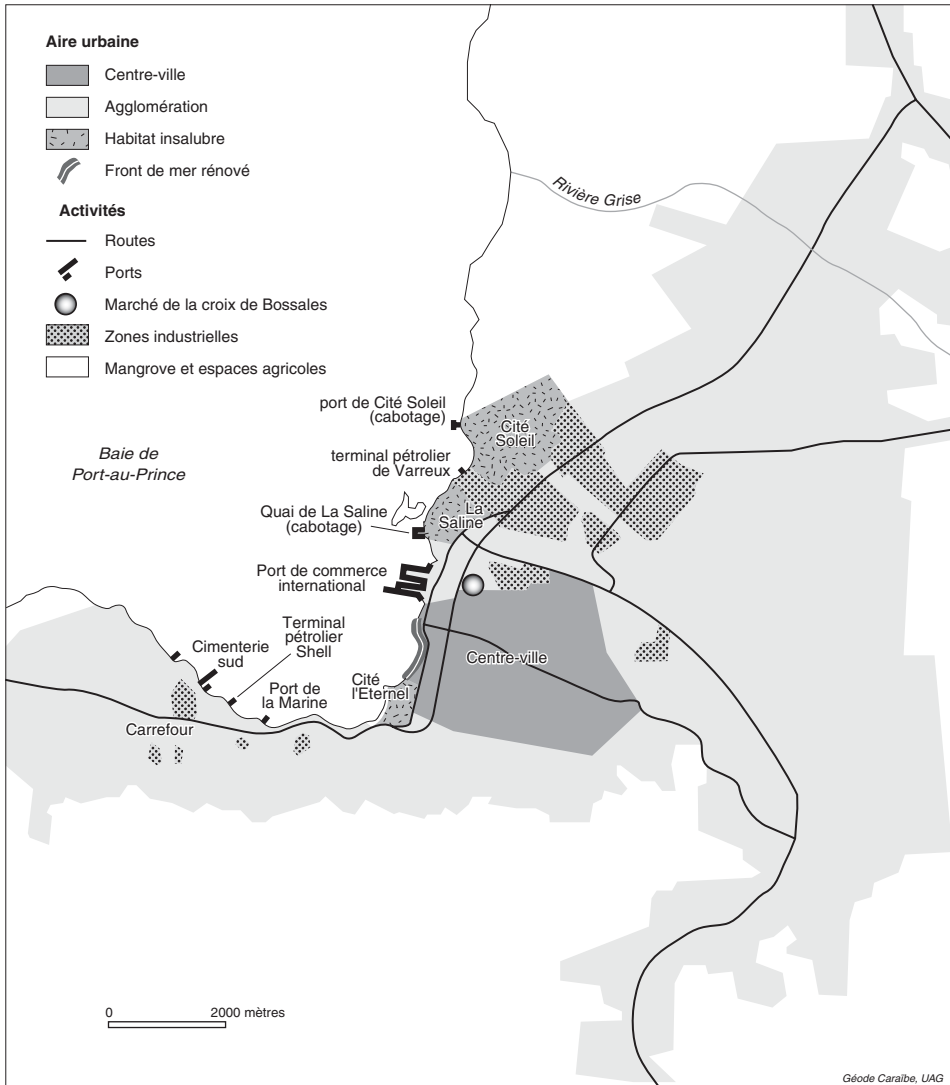 Aire urbaine
Centre-ville
Agglomération
Habitat insalubre
Front de mer rénové
Activités
Routes
Ports
Marché de la croix de Bossales
Zones industrielles
Mangrove et espaces agricoles
Rivière Grise
port de Cité Soleil
(cabotage)
Cité
Soleil
Baie de
Port-au-Prince
terminal pétrolier
de Varreux
Quai de La Saline
(cabotage)
La
Saline
Port de commerce
international
Terminal
pétrolier
Shell
Cimenterie
sud
Port de
la Marine
Cité
l'Eternel
Centre-ville
Carrefour
0 2000 mètres
Géode Caraïbe, UAG